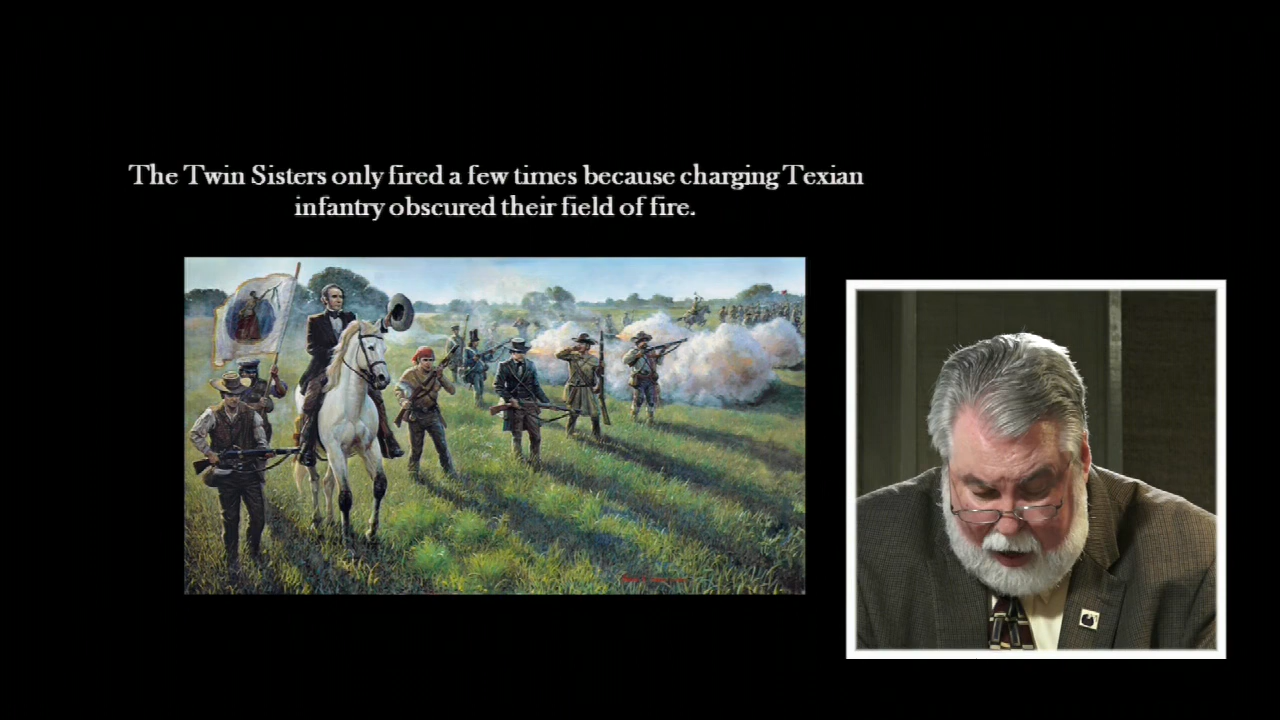 The Twin Sisters only fired a few times because charging Texian
infantry obscured their field of fire.